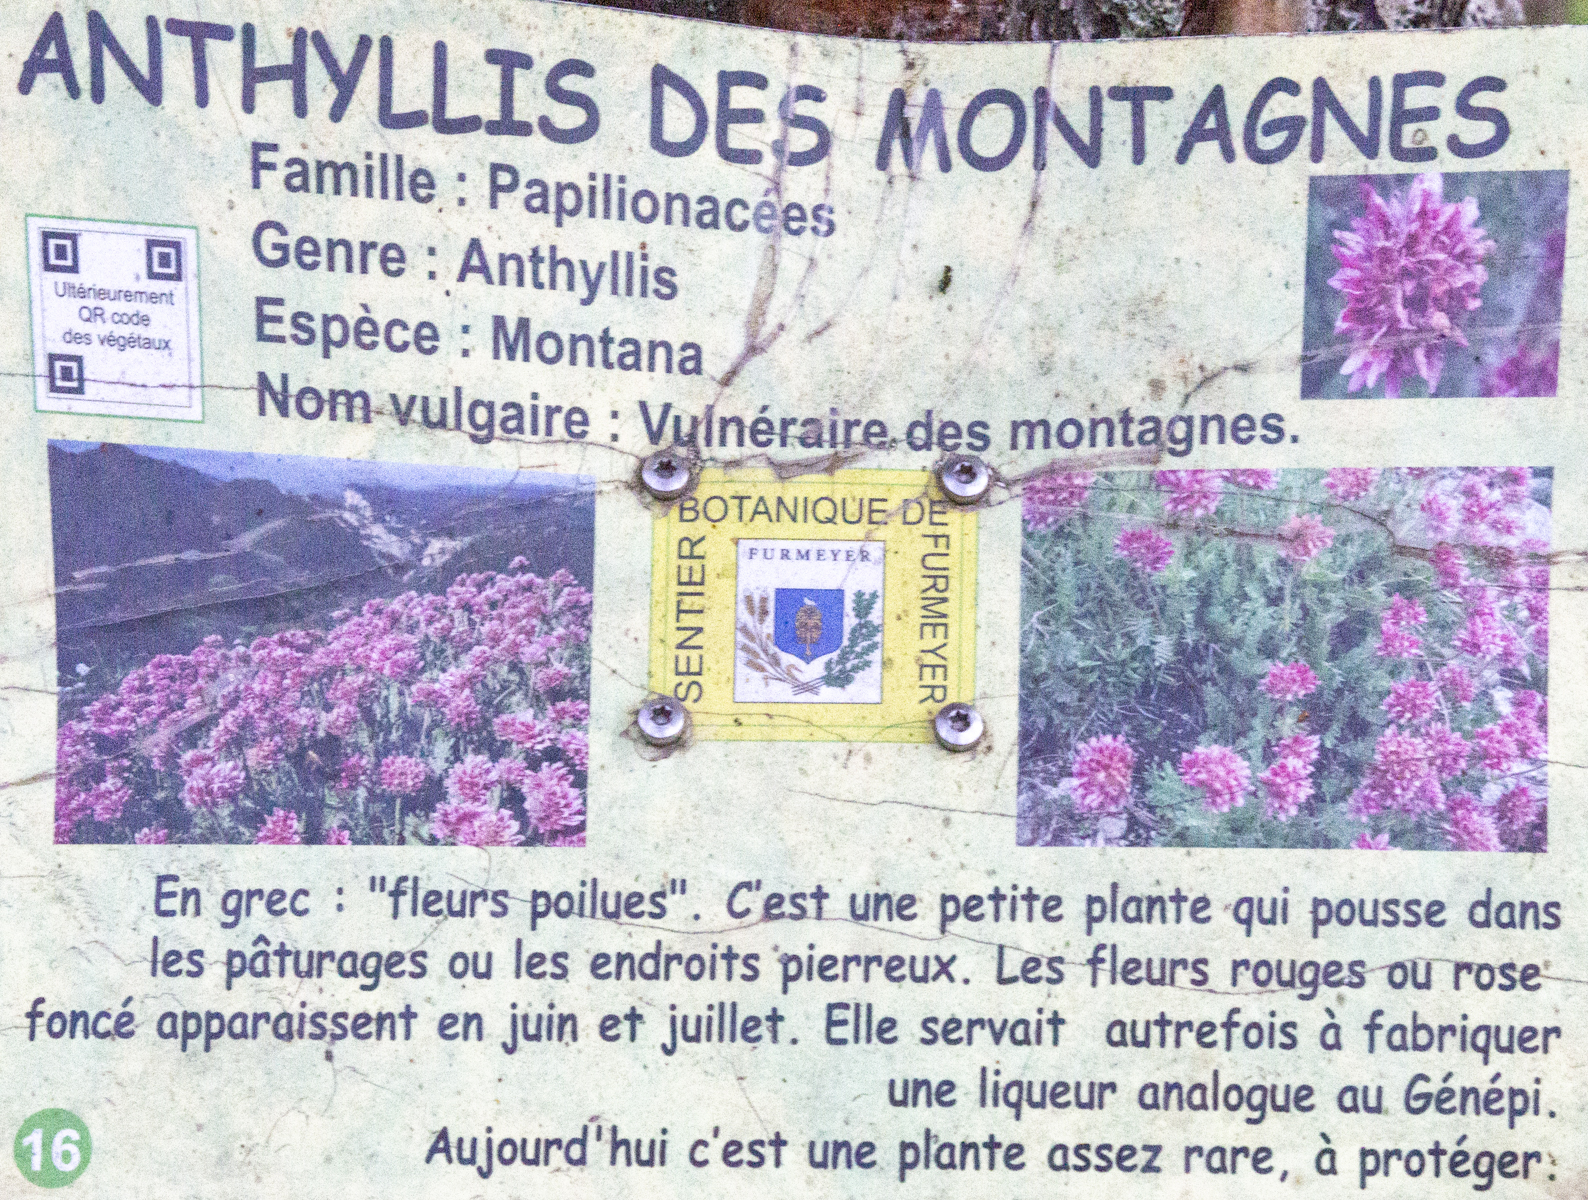 ANTHYLLIS DES MONTAGNES
Famille : Papilionacées
Genre : Anthyllis
Espèce : Montana
Nom vulgaire : Vulnéraire des montagnes.
Ultérieurement
QR code
des végétaux
SENTIER
BOTANIQUE DE
FURMEYER
FURMEYER
En grec : "fleurs poilues". C'est une petite plante qui pousse dans
les pâturages ou les endroits pierreux. Les fleurs rouges ou rose
foncé apparaissent en juin et juillet. Elle servait autrefois à fabriquer
une liqueur analogue au Génépi.
Aujourd'hui c'est une plante assez rare, à protéger.
16